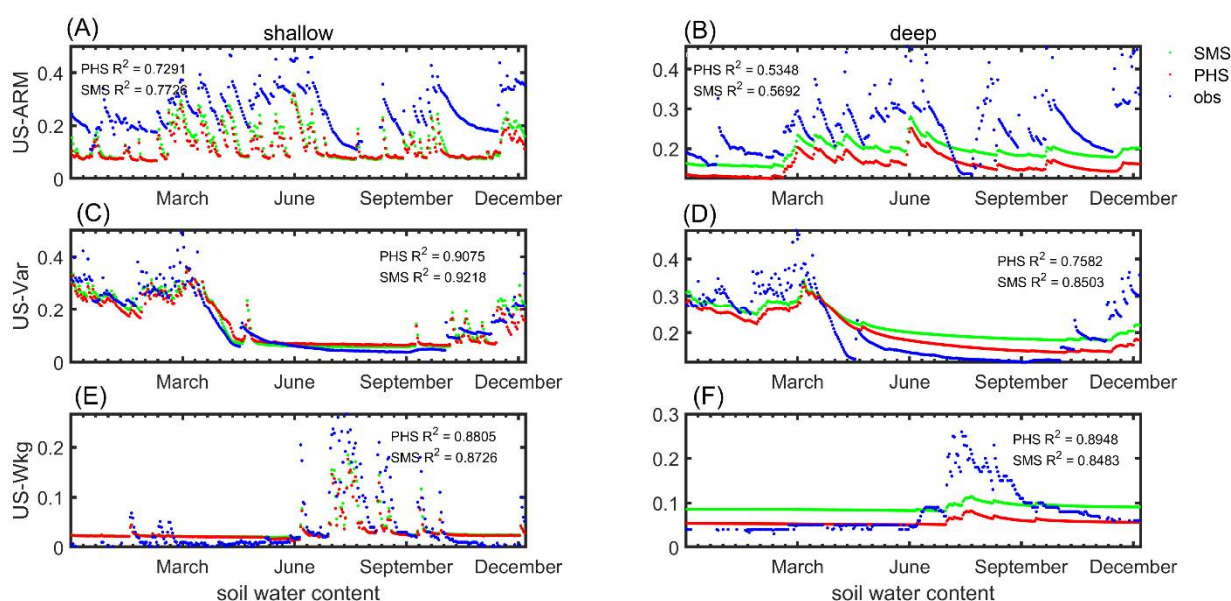 (A)
shallow
(B)
deep
SMS
PHS
obs
US-ARM
0.4
0.2
0
PHS R² = 0.7291
SMS R² = 0.7726
March
June
September
December
0.4
0.3
0.2
PHS R² = 0.5348
SMS R² = 0.5692
March
June
September
December
(C)
US-Var
0.4
0.2
0
PHS R² = 0.9075
SMS R² = 0.9218
March
June
September
December
(D)
0.4
0.3
0.2
PHS R² = 0.7582
SMS R² = 0.8503
March
June
September
December
(E)
US-Wkg
0.2
0.1
0
PHS R² = 0.8805
SMS R² = 0.8726
March
June
September
December
soil water content
(F)
0.3
0.2
0.1
0
PHS R² = 0.8948
SMS R² = 0.8483
March
June
September
December
soil water content